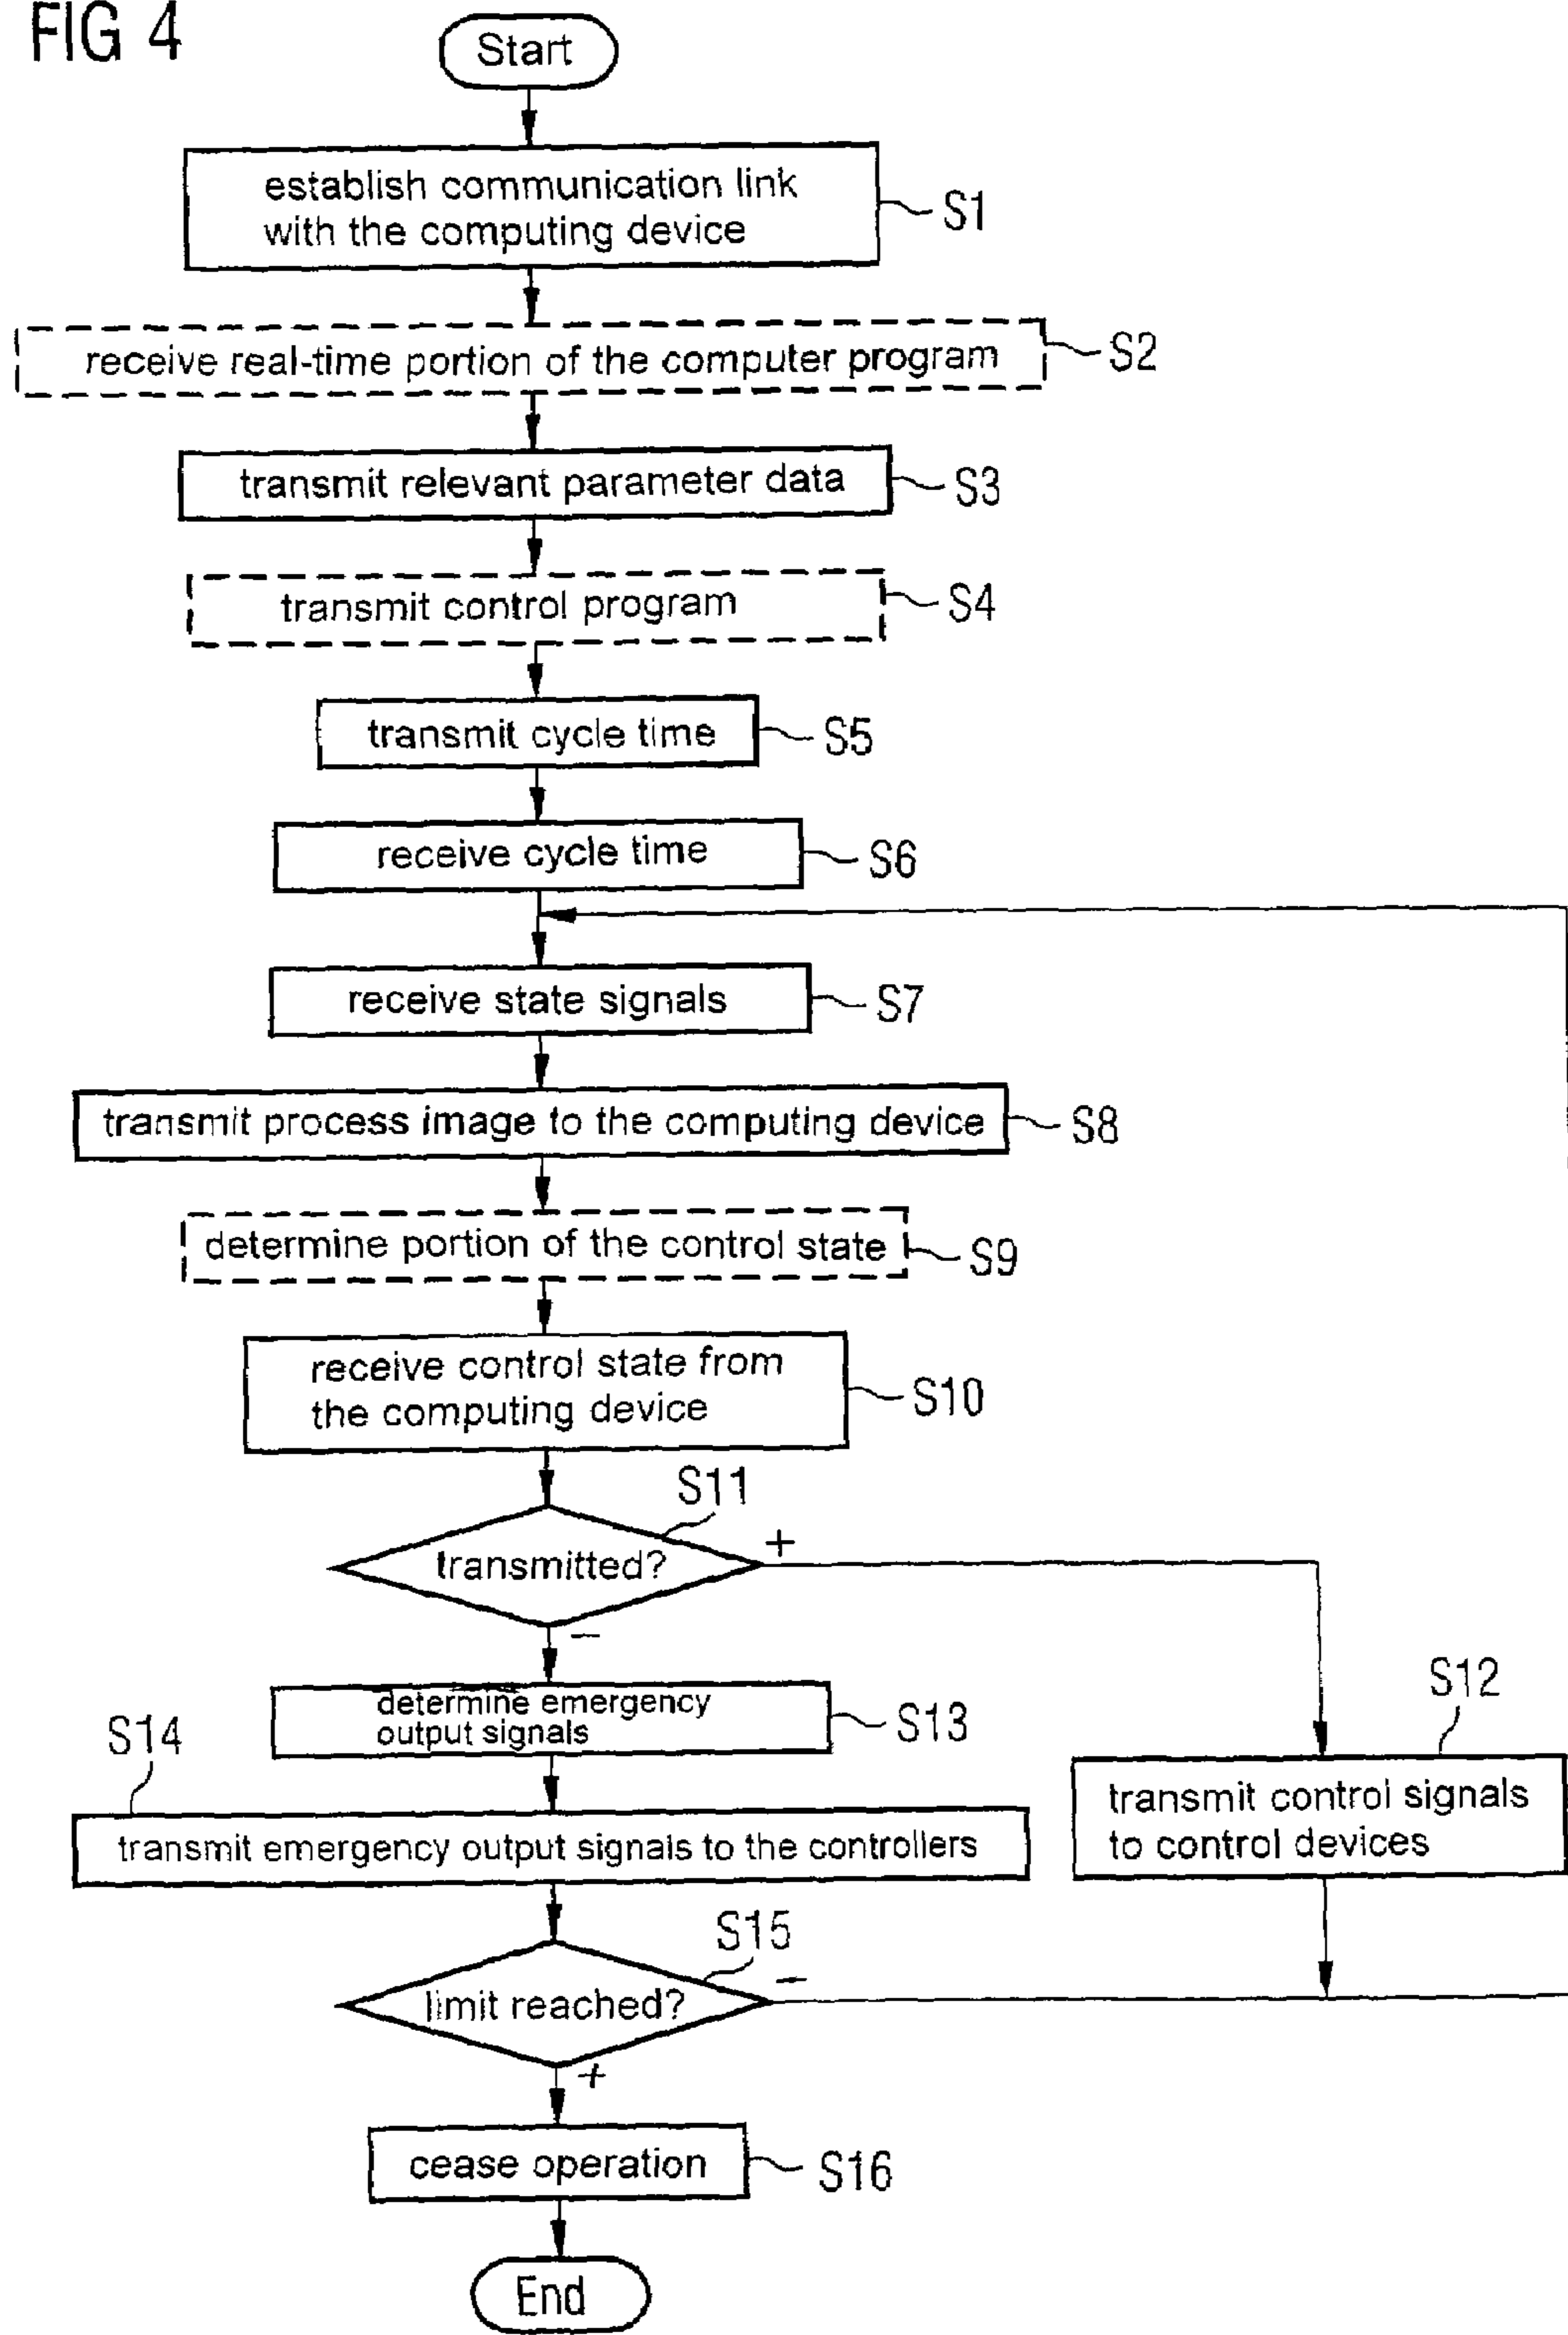 FIG 4
Start
establish communication link
with the computing device
S1
receive real-time portion of the computer program
S2
transmit relevant parameter data
S3
transmit control program
S4
transmit cycle time
S5
receive cycle time
S6
receive state signals
S7
transmit process image to the computing device
S8
determine portion of the control state
S9
receive control state from
the computing device
S10
S11
transmitted?
+
−
determine emergency
output signals
S13
S12
transmit control signals
to control devices
S14
transmit emergency output signals to the controllers
S15
limit reached?
−
+
cease operation
S16
End